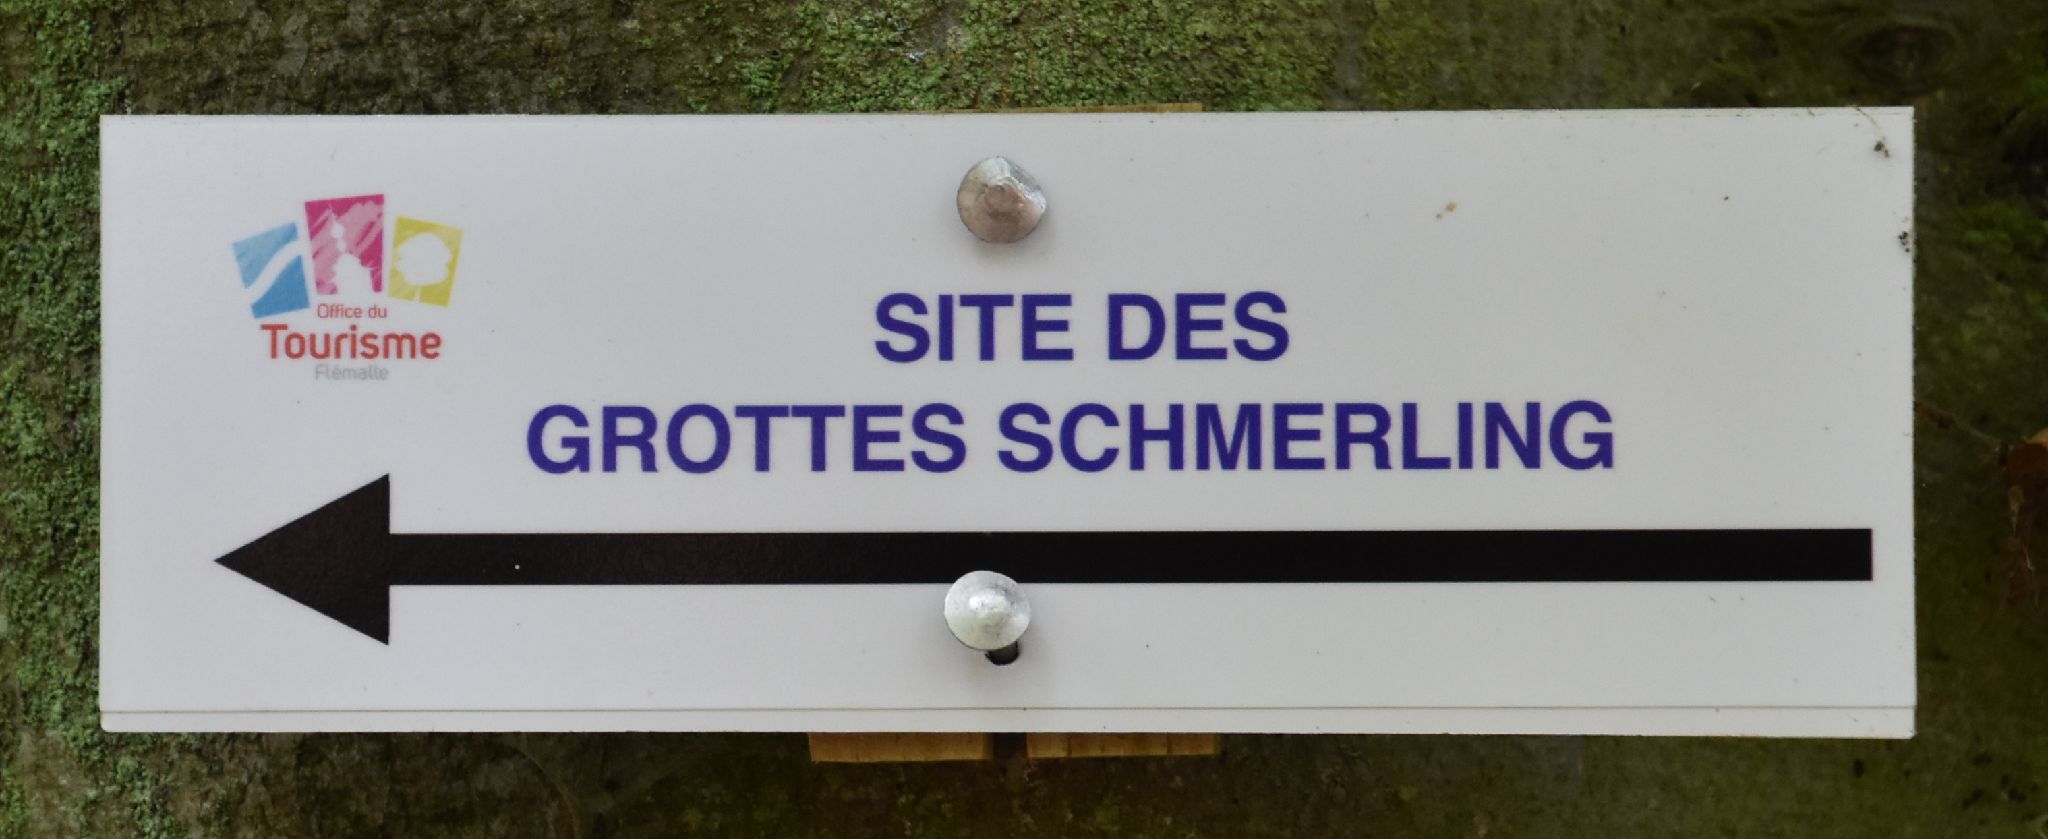 Office du
Tourisme
Flémalle
SITE DES
GROTTES SCHMERLING